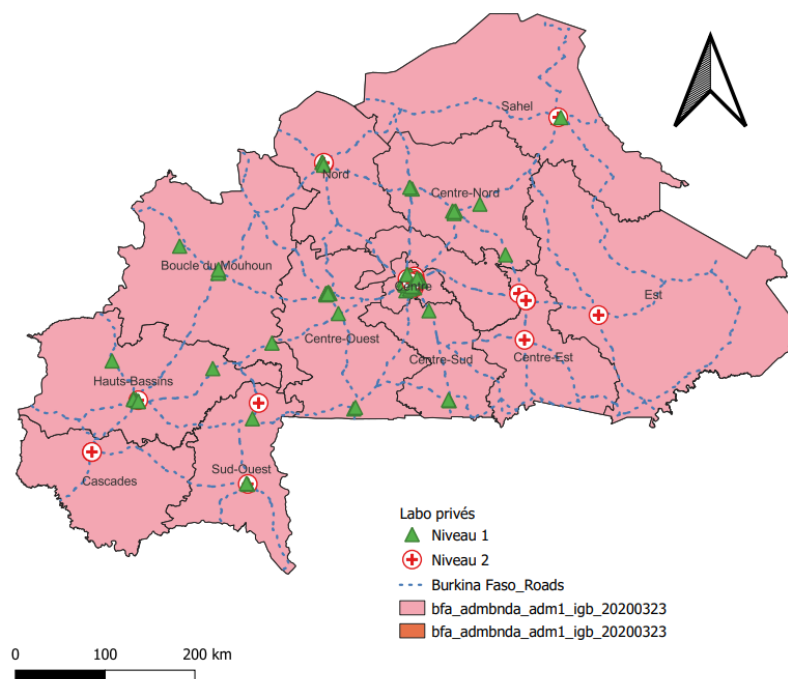 Sahel
Nord
Centre-Nord
Boucle du Mouhoun
Centre
Est
Centre-Ouest
Centre-Sud
Centre-Est
Hauts-Bassins
Sud-Ouest
Cascades
Labo privés
Niveau 1
Niveau 2
Burkina Faso_Roads
bfa_admbnda_adm1_igb_20200323
bfa_admbnda_adm1_igb_20200323
0 100 200 km